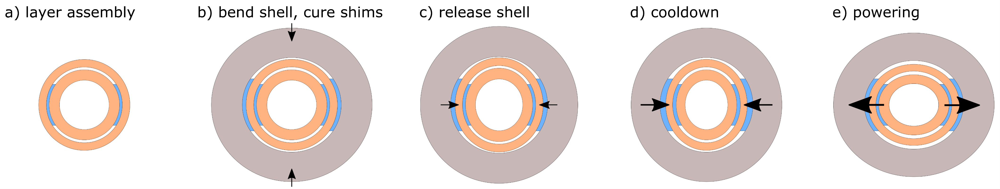 a) layer assembly
b) bend shell, cure shims
c) release shell
d) cooldown
e) powering